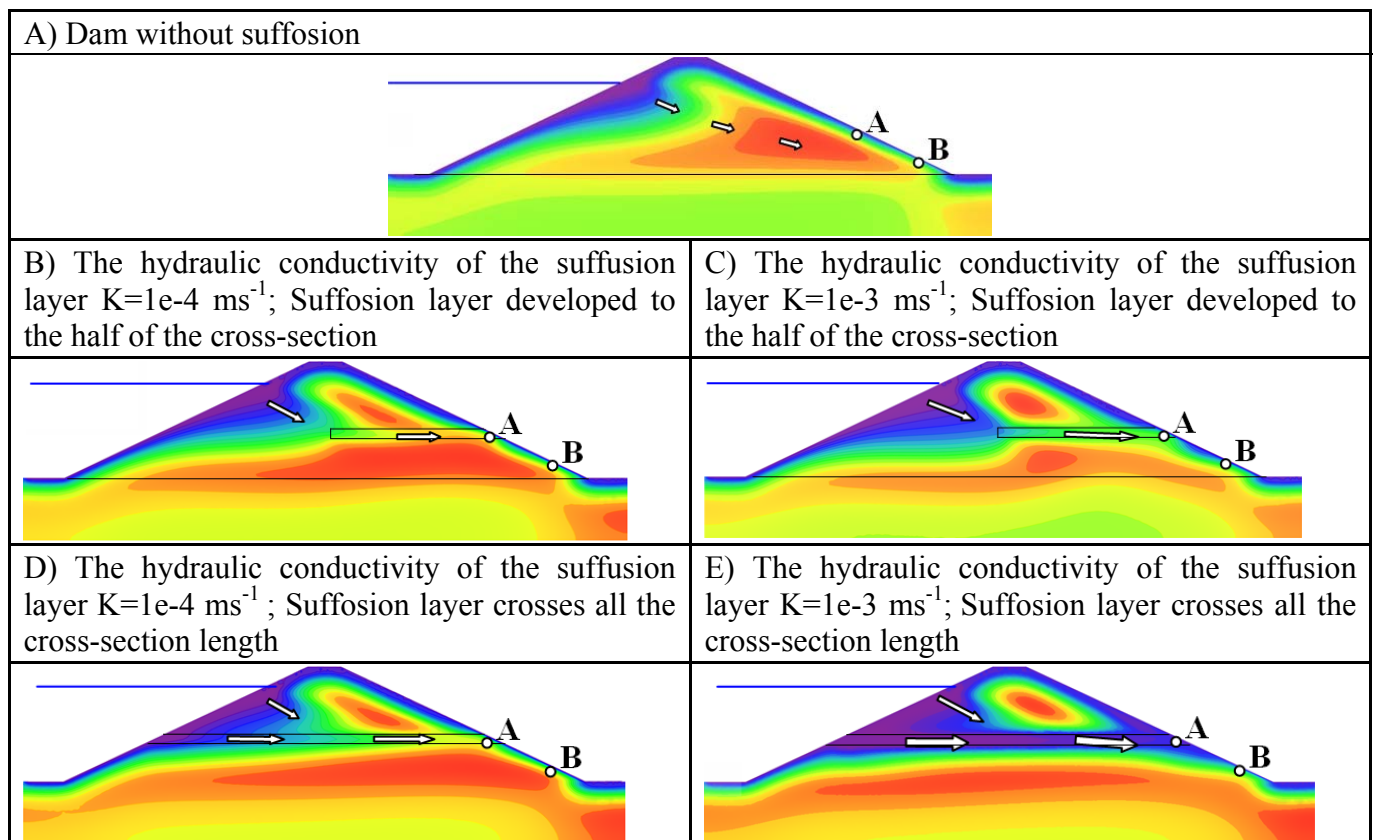 A) Dam without suffosion
A
B
B) The hydraulic conductivity of the suffusion
layer K=1e-4 ms⁻¹; Suffosion layer developed to
the half of the cross-section
C) The hydraulic conductivity of the suffusion
layer K=1e-3 ms⁻¹; Suffosion layer developed to
the half of the cross-section
A
B
A
B
D) The hydraulic conductivity of the suffusion
layer K=1e-4 ms⁻¹ ; Suffosion layer crosses all the
cross-section length
E) The hydraulic conductivity of the suffusion
layer K=1e-3 ms⁻¹; Suffosion layer crosses all the
cross-section length
A
B
A
B